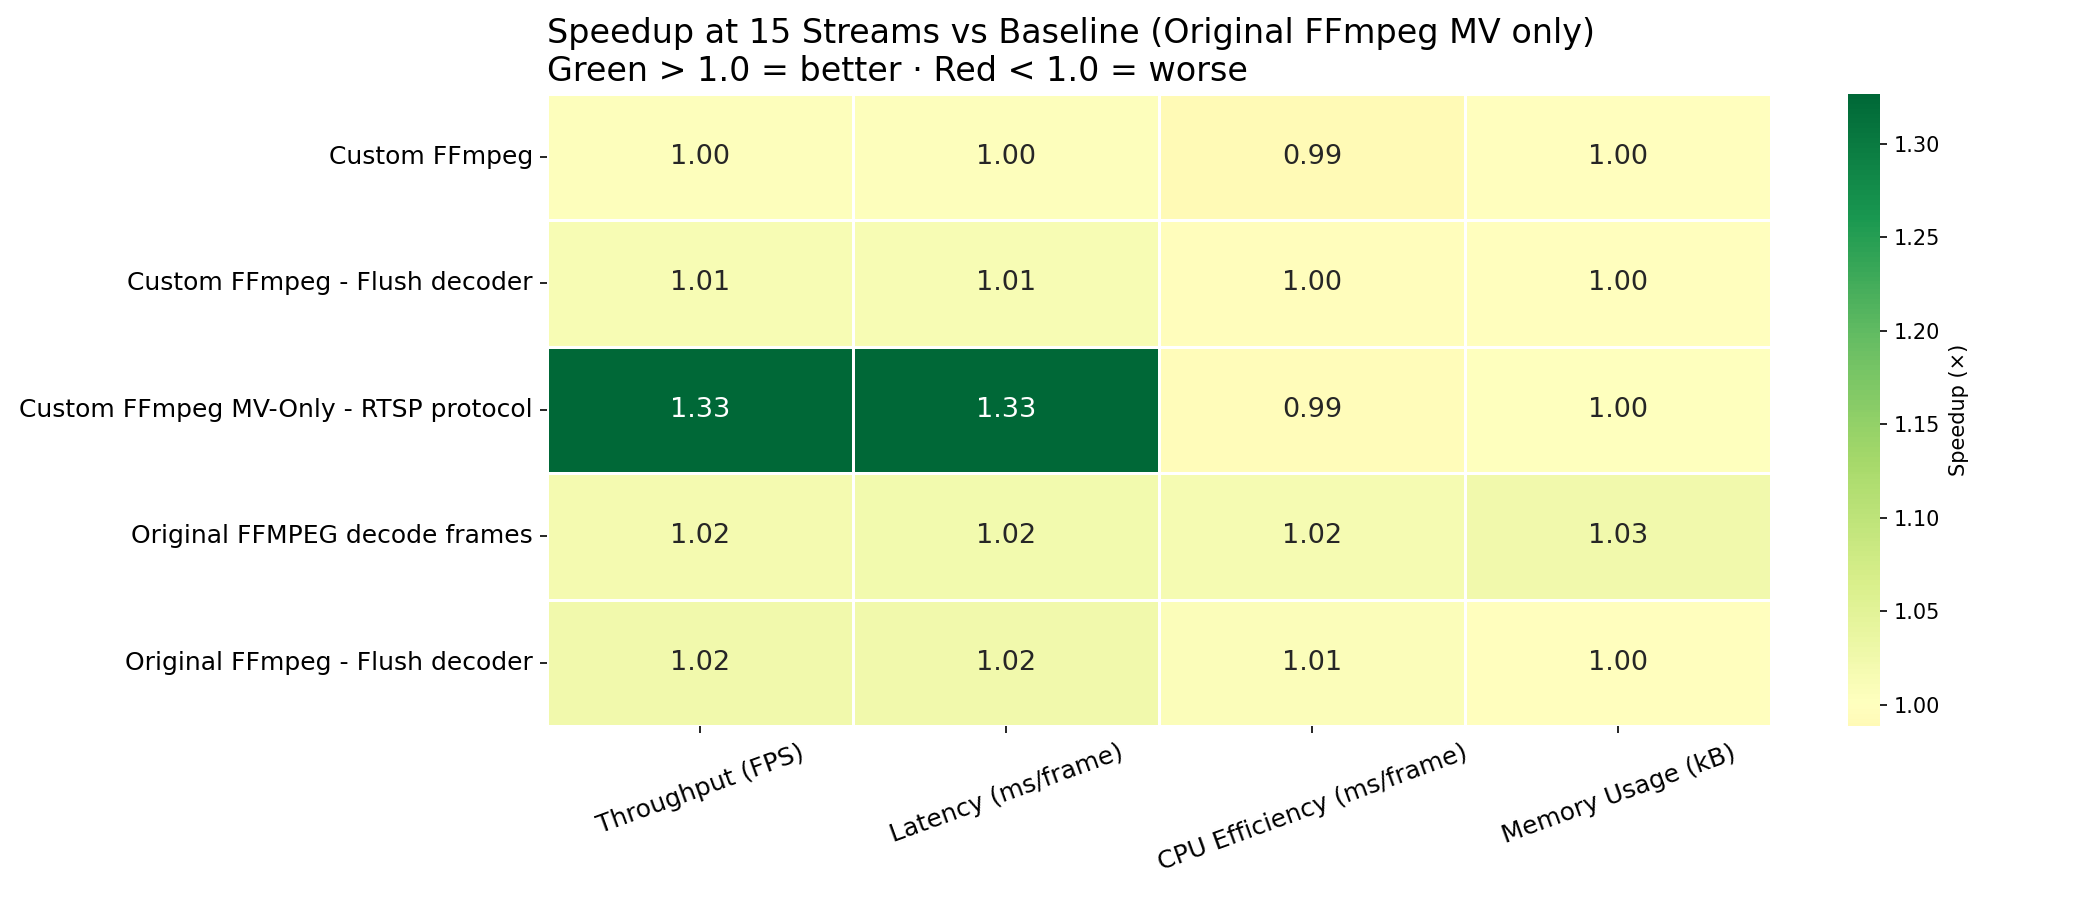 Speedup at 15 Streams vs Baseline (Original FFmpeg MV only)
Green > 1.0 = better · Red < 1.0 = worse
Custom FFmpeg 1.00 1.00 0.99 1.00
Custom FFmpeg - Flush decoder 1.01 1.01 1.00 1.00
Custom FFmpeg MV-Only - RTSP protocol 1.33 1.33 0.99 1.00
Original FFMPEG decode frames 1.02 1.02 1.02 1.03
Original FFmpeg - Flush decoder 1.02 1.02 1.01 1.00
Throughput (FPS)
Latency (ms/frame)
CPU Efficiency (ms/frame)
Memory Usage (kB)
1.30
1.25
1.20
1.15
1.10
1.05
1.00
Speedup (×)